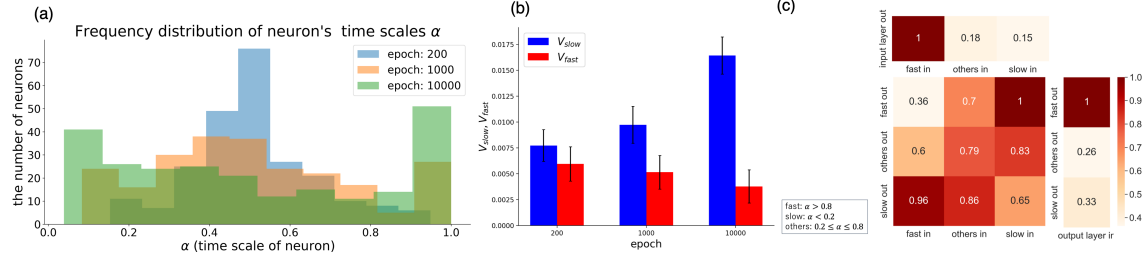 (a)
Frequency distribution of neuron's time scales α
the number of neurons
70
60
50
40
30
20
10
0
0.0
0.2
0.4
0.6
0.8
1.0
α (time scale of neuron)
epoch: 200
epoch: 1000
epoch: 10000
(b)
V_slow, V_fast
0.0175
0.0150
0.0125
0.0100
0.0075
0.0050
0.0025
0.0000
200
1000
10000
epoch
V_slow
V_fast
fast: α > 0.8
slow: α < 0.2
others: 0.2 ≤ α ≤ 0.8
(c)
input layer out
1
0.18
0.15
fast in
others in
slow in
fast out
0.36
0.7
1
others out
0.6
0.79
0.83
slow out
0.96
0.86
0.65
fast in
others in
slow in
fast out
1
others out
0.26
slow out
0.33
output layer ir
1.0
0.9
0.8
0.7
0.6
0.5
0.4